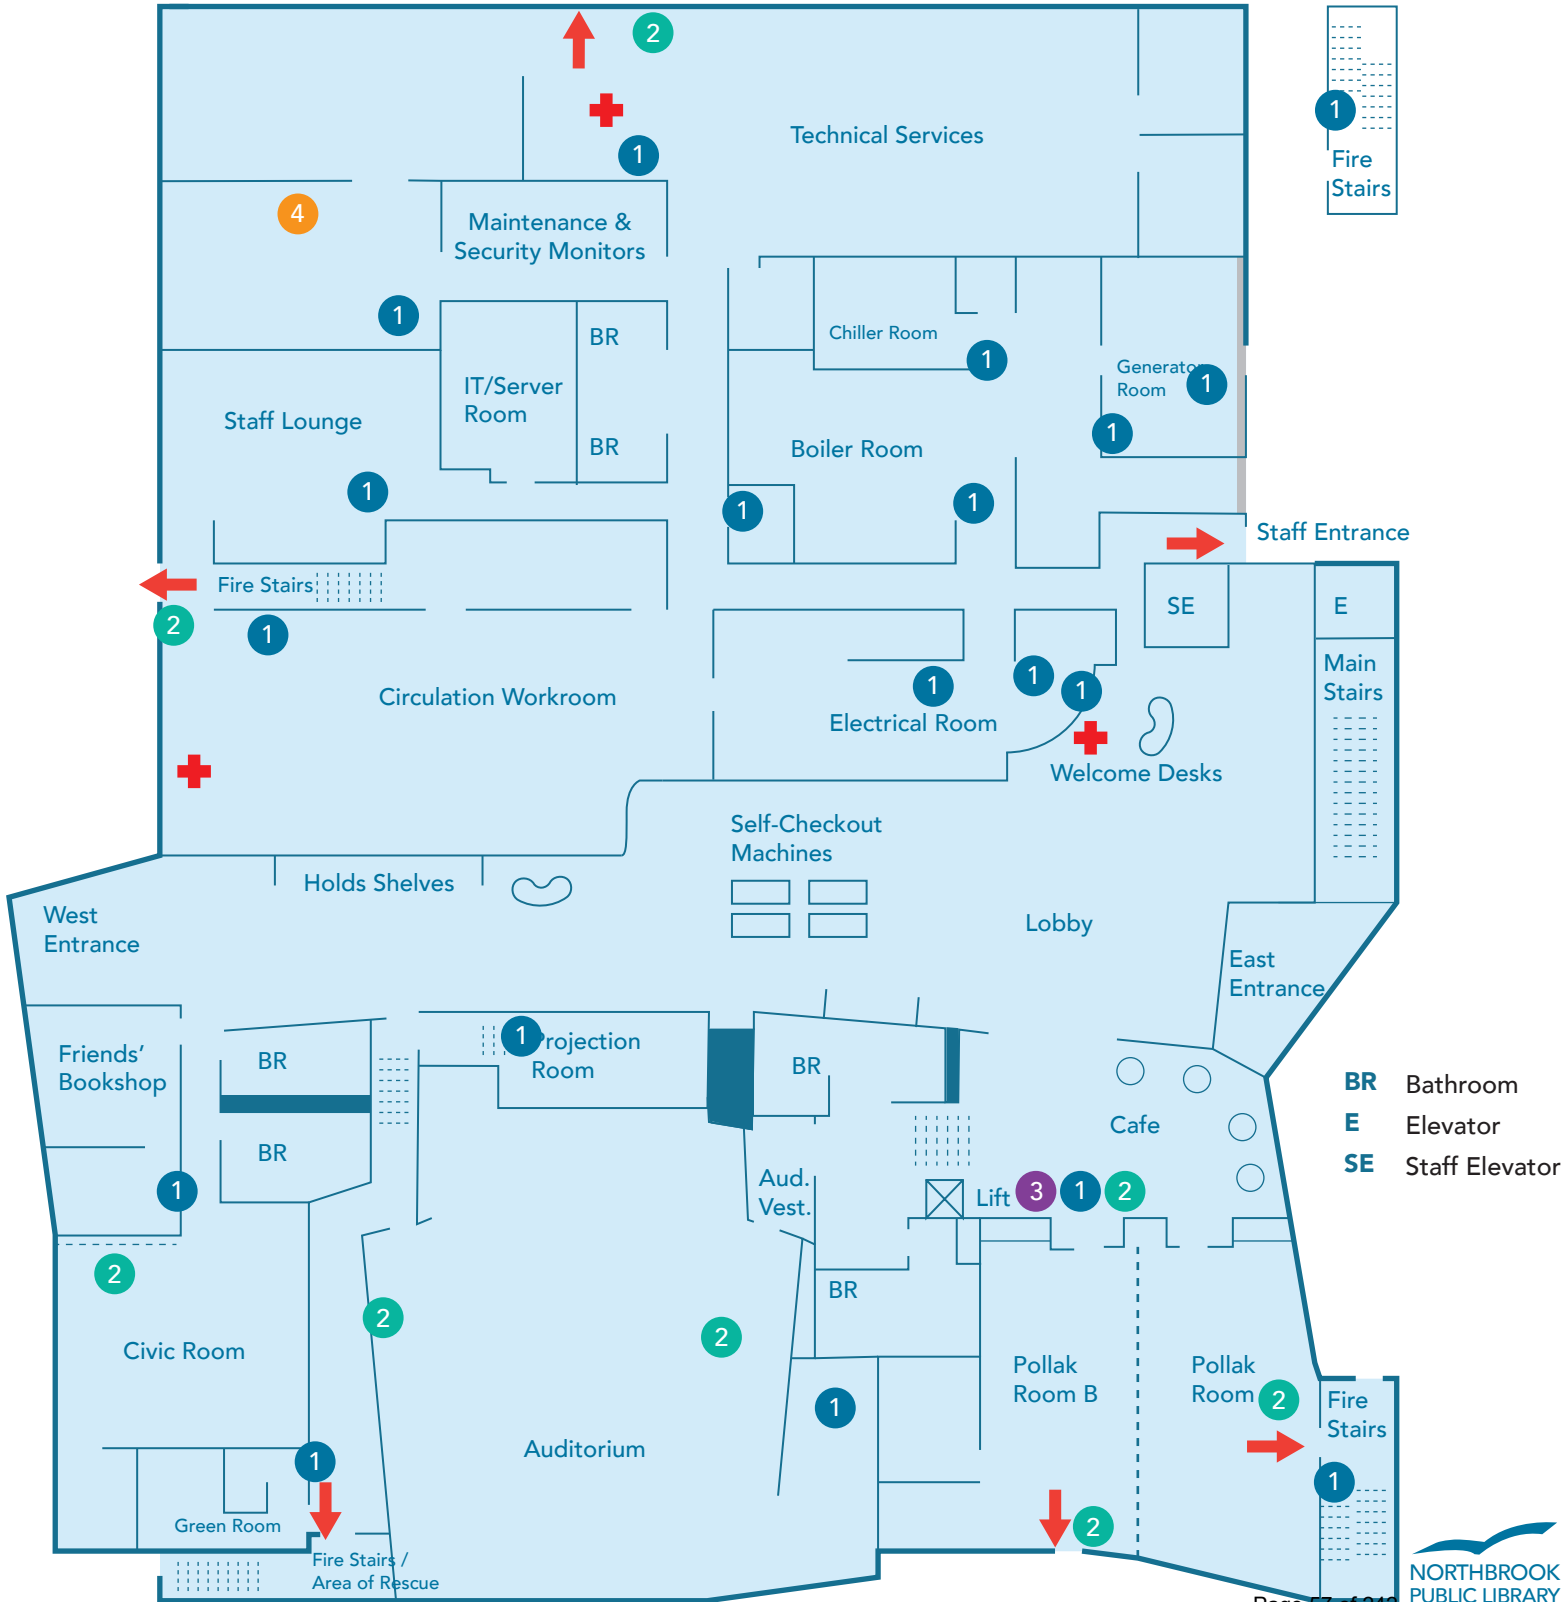 2
1
Technical Services
1
Fire
Stairs
4
Maintenance &
Security Monitors
1
BR
Chiller Room
1
Generator
Room
1
IT/Server
Room
Staff Lounge
1
BR
Boiler Room
1
1
1
Staff Entrance
Fire Stairs
2
1
SE
E
Main
Stairs
Circulation Workroom
1
1
1
Electrical Room
Welcome Desks
Self-Checkout
Machines
Holds Shelves
West
Entrance
Lobby
East
Entrance
Friends’
Bookshop
BR
1
Projection
Room
BR
BR Bathroom
E Elevator
SE Staff Elevator
Cafe
BR
1
Aud.
Vest.
Lift 3 1 2
2
2
2
BR
Civic Room
Pollak
Room B
Pollak
Room 2
Fire
Stairs
1
Auditorium
1
1
Green Room
2
Fire Stairs /
Area of Rescue
NORTHBROOK
PUBLIC LIBRARY